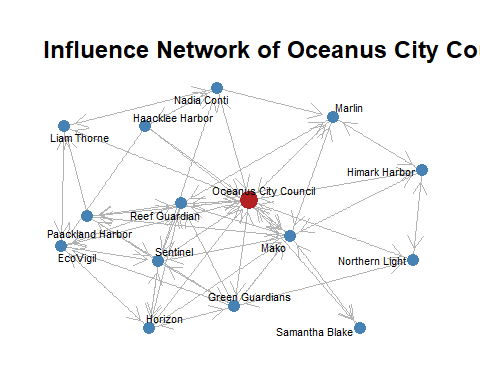 Influence Network of Oceanus City Cou
Nadia Conti
Marlin
Haacklee Harbor
Liam Thorne
Himark Harbor
Oceanus City Council
Reef Guardian
Paackland Harbor
Mako
Sentinel
EcoVigil
Northern Light
Green Guardians
Horizon
Samantha Blake